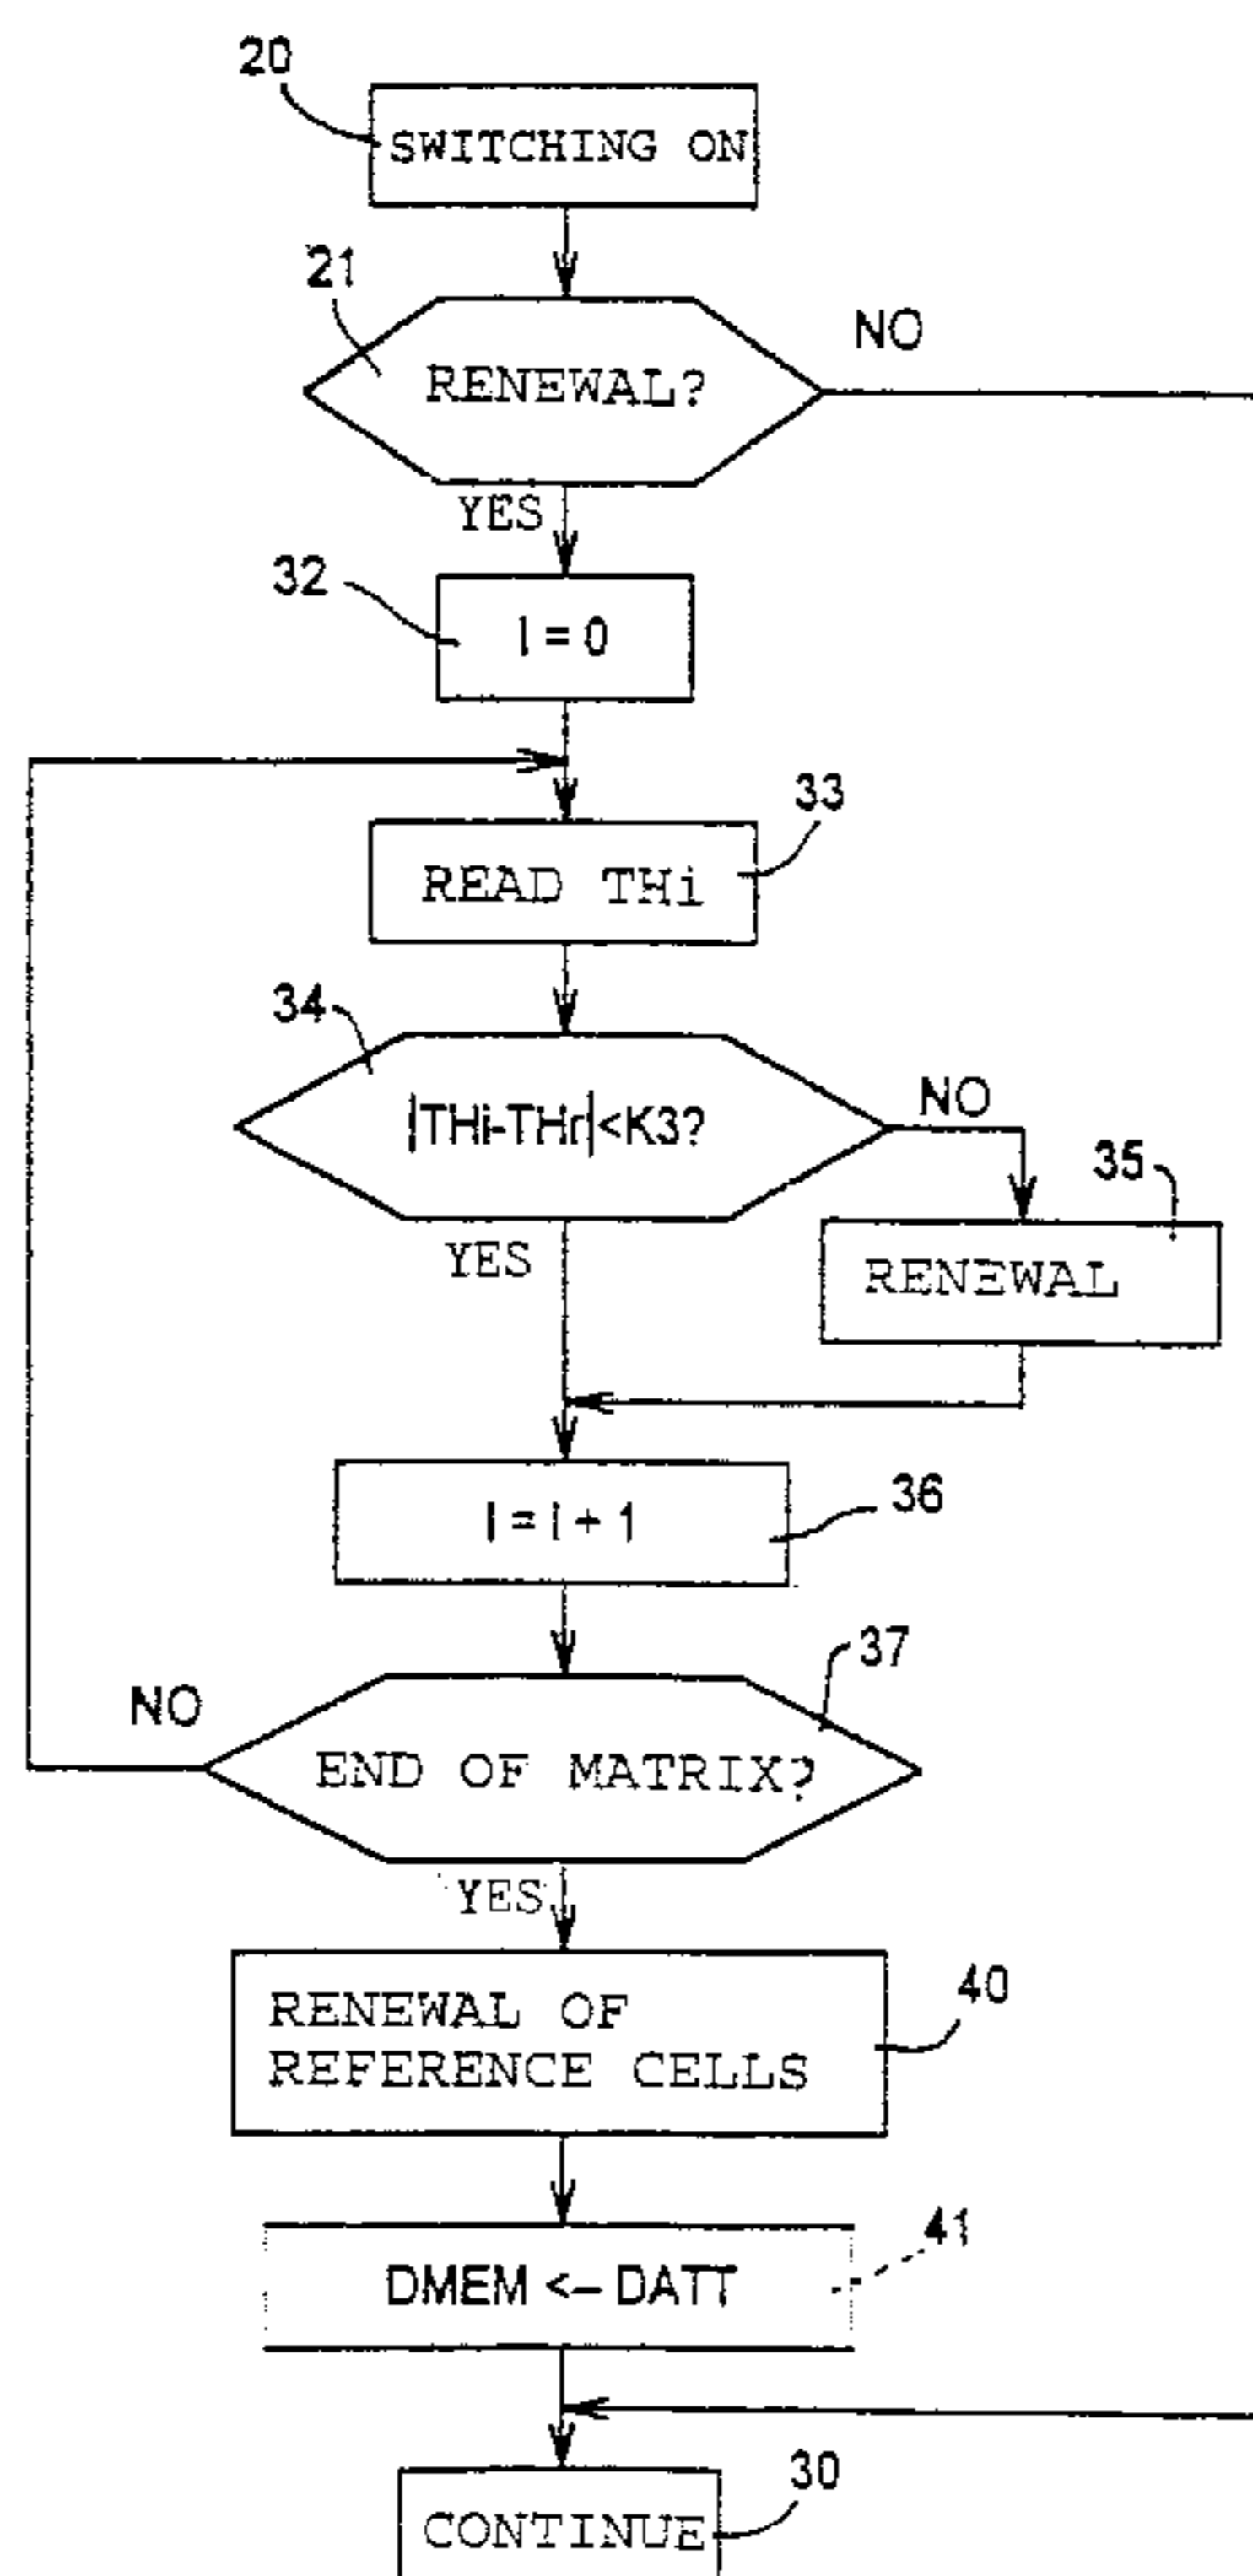 20
SWITCHING ON
21
RENEWAL?
NO
YES
32
I = 0
33
READ THi
34
|THi-THr|<K3?
NO
YES
35
RENEWAL
I = I + 1
36
37
NO
END OF MATRIX?
YES
RENEWAL OF
REFERENCE CELLS
40
41
DMEM <– DATT
30
CONTINUE